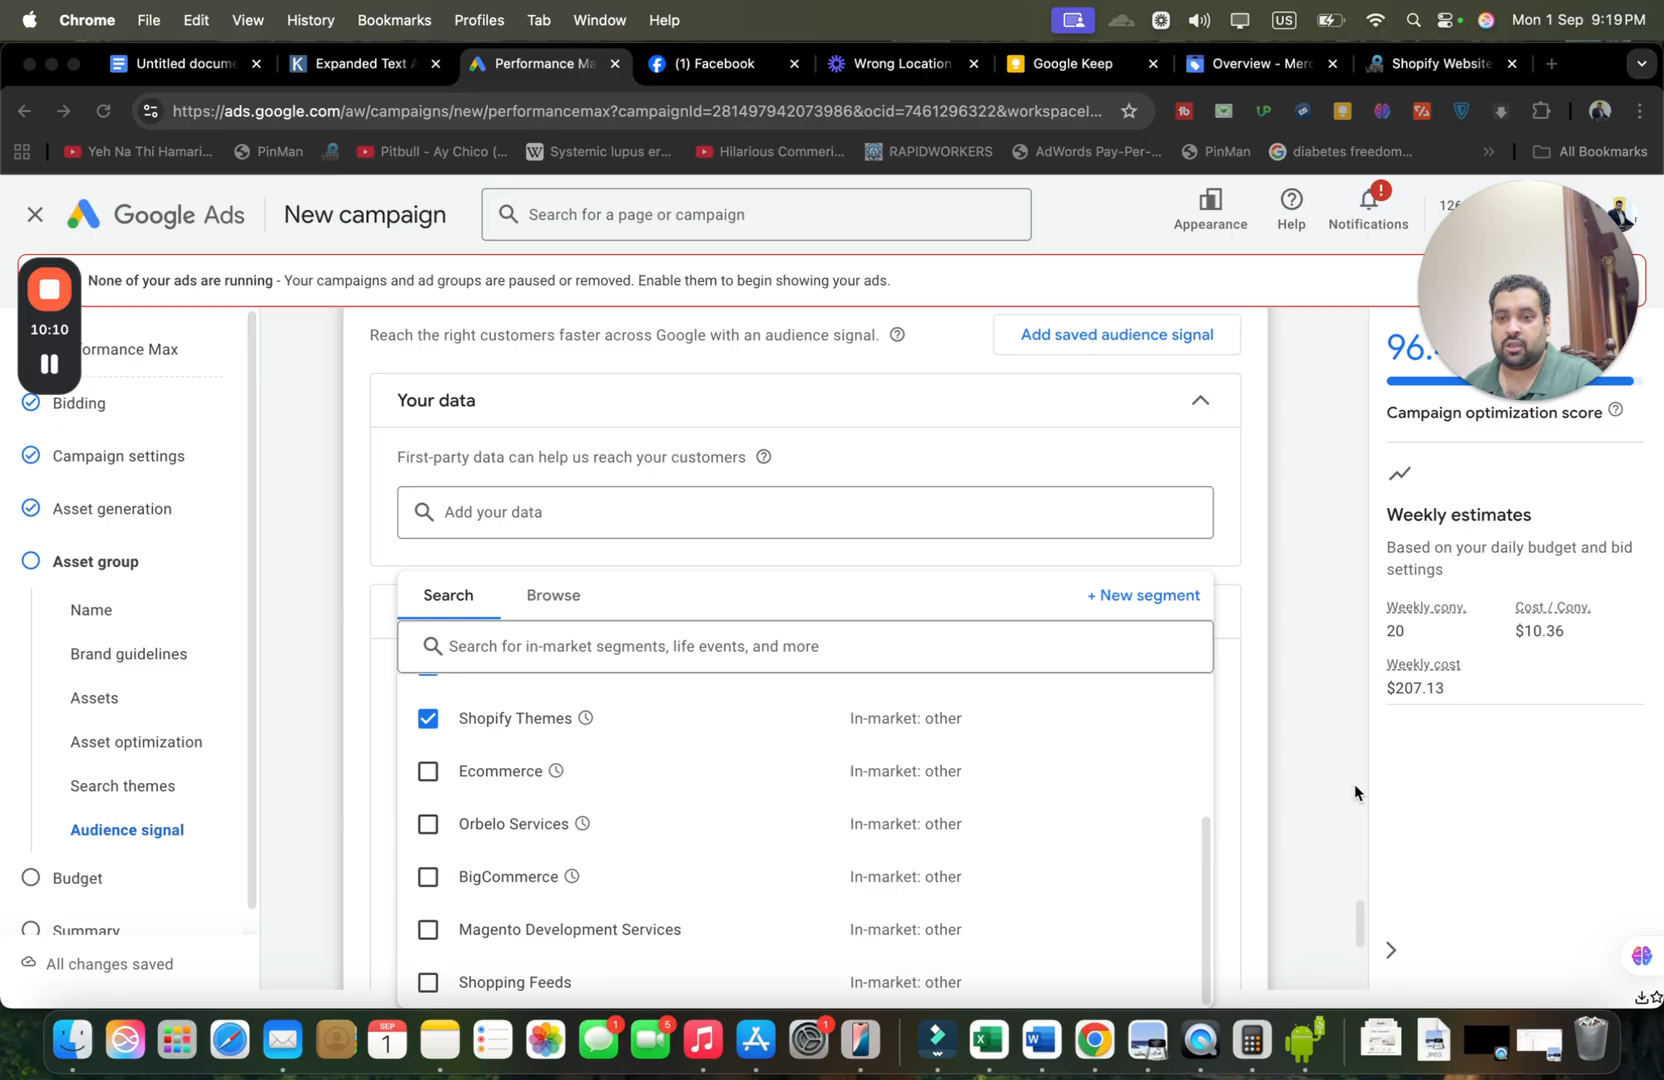 Chrome File Edit View History Bookmarks Profiles Tab Window Help US Mon 1 Sep 9:19 PM
Untitled docume Expanded Text Performance Ma (1) Facebook Wrong Location Google Keep Overview - Merc Shopify Website
https://ads.google.com/aw/campaigns/new/performancemax?campaignId=281497942073986&ocid=7461296322&workspaceI...
Yeh Na Thi Hamari... PinMan Pitbull - Ay Chico (... Systemic lupus er... Hilarious Commeri... RAPIDWORKERS AdWords Pay-Per-... PinMan diabetes freedom... All Bookmarks
Google Ads New campaign Search for a page or campaign Appearance Help Notifications
None of your ads are running - Your campaigns and ad groups are paused or removed. Enable them to begin showing your ads.
10:10
formance Max
Bidding
Campaign settings
Asset generation
Asset group
Name
Brand guidelines
Assets
Asset optimization
Search themes
Audience signal
Budget
Summary
All changes saved
Reach the right customers faster across Google with an audience signal. Add saved audience signal
Your data
First-party data can help us reach your customers
Add your data
Search Browse + New segment
Search for in-market segments, life events, and more
Shopify Themes In-market: other
Ecommerce In-market: other
Orbelo Services In-market: other
BigCommerce In-market: other
Magento Development Services In-market: other
Shopping Feeds In-market: other
96.
Campaign optimization score
Weekly estimates
Based on your daily budget and bid
settings
Weekly conv. Cost / Conv.
20 $10.36
Weekly cost
$207.13
SEP
1
1
5
1
JPEG